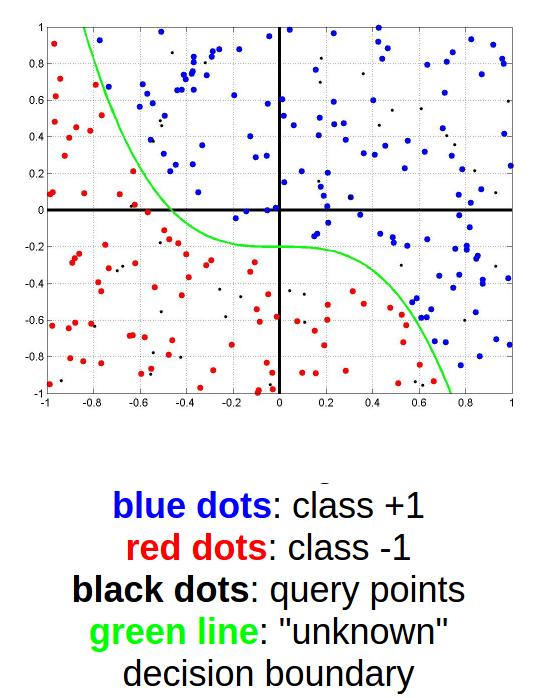 1
0.8
0.6
0.4
0.2
0
-0.2
-0.4
-0.6
-0.8
-1
-1 -0.8 -0.6 -0.4 -0.2 0 0.2 0.4 0.6 0.8 1
blue dots: class +1
red dots: class -1
black dots: query points
green line: "unknown"
decision boundary